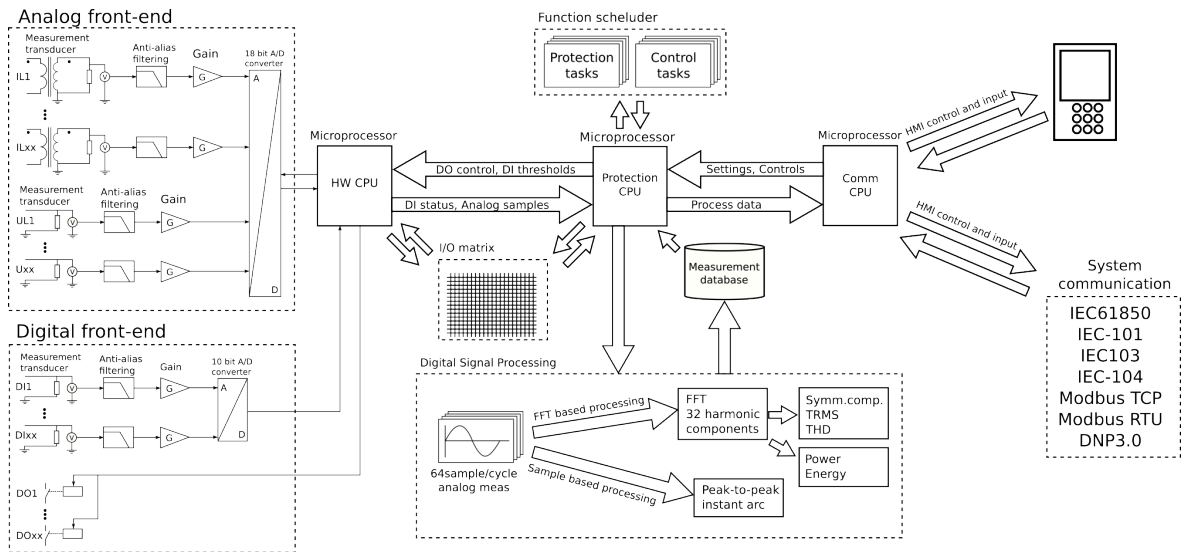 Analog front-end
Measurement
transducer
Anti-alias
filtering
Gain
18 bit A/D
converter
IL1
V
G
A
ILxx
V
G
Measurement
transducer
Anti-alias
filtering
Gain
UL1
V
G
Uxx
V
G
D
Digital front-end
Measurement
transducer
Anti-alias
filtering
Gain
10 bit A/D
converter
DI1
V
G
A
DIxx
V
G
D
DO1
DOxx
Microprocessor
HW CPU
DO control, DI thresholds
DI status, Analog samples
I/O matrix
Function scheluder
Protection
tasks
Control
tasks
Microprocessor
Protection
CPU
Settings, Controls
Process data
Measurement
database
Microprocessor
Comm
CPU
HMI control and input
HMI control and input
System
communication
IEC61850
IEC-101
IEC103
IEC-104
Modbus TCP
Modbus RTU
DNP3.0
Digital Signal Processing
64sample/cycle
analog meas
FFT based processing
Sample based processing
FFT
32 harmonic
components
Symm.comp.
TRMS
THD
Power
Energy
Peak-to-peak
instant arc